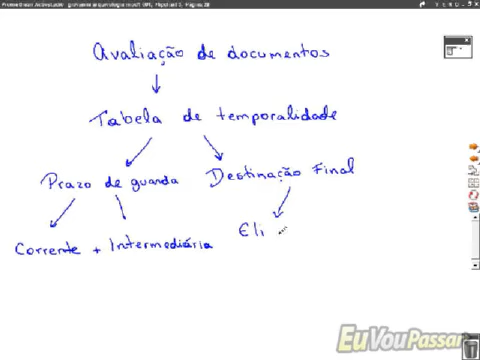 Avaliação de documentos
Tabela de temporalidade
Prazo de guarda
Destinação Final
Corrente + Intermediária
Eli
EuVouPassar